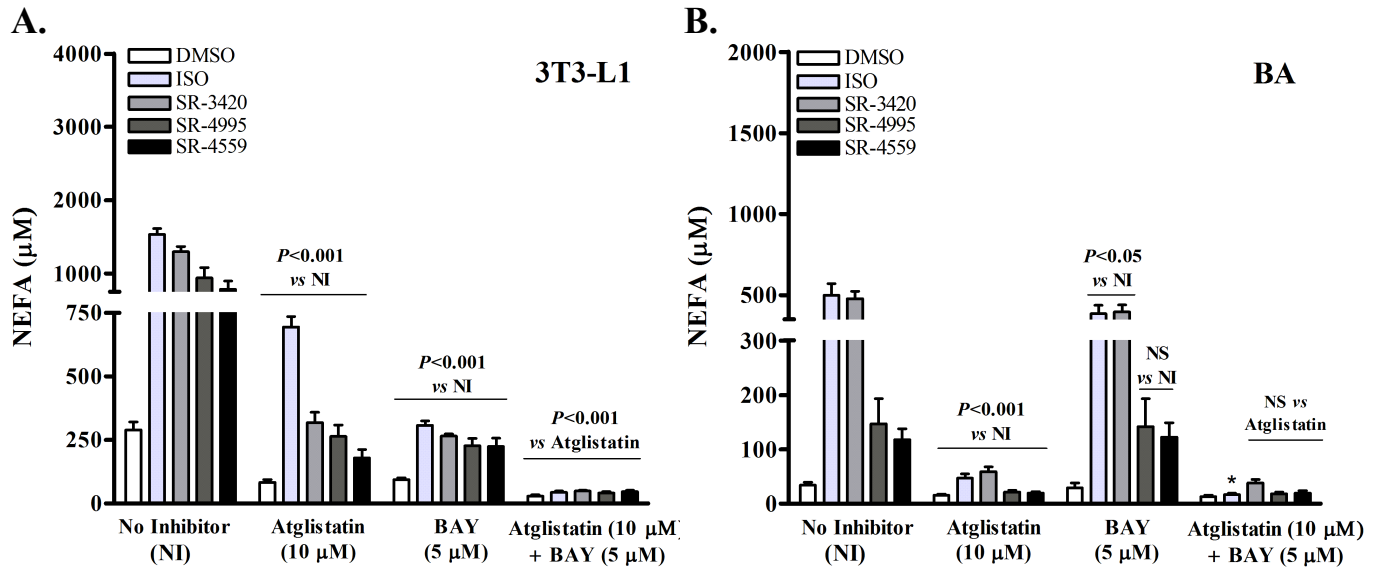 A.
3T3-L1
DMSO
ISO
SR-3420
SR-4995
SR-4559
NEFA (μM)
4000
3000
2000
1000
750
500
250
0
P<0.001
vs NI
P<0.001
vs NI
P<0.001
vs Atglistatin
No Inhibitor
(NI)
Atglistatin
(10 μM)
BAY
(5 μM)
Atglistatin (10 μM)
+ BAY (5 μM)
B.
BA
DMSO
ISO
SR-3420
SR-4995
SR-4559
NEFA (μM)
2000
1500
1000
500
300
200
100
0
P<0.001
vs NI
P<0.05
vs NI
NS
vs NI
NS vs
Atglistatin
*
No Inhibitor
(NI)
Atglistatin
(10 μM)
BAY
(5 μM)
Atglistatin (10 μM)
+ BAY (5 μM)